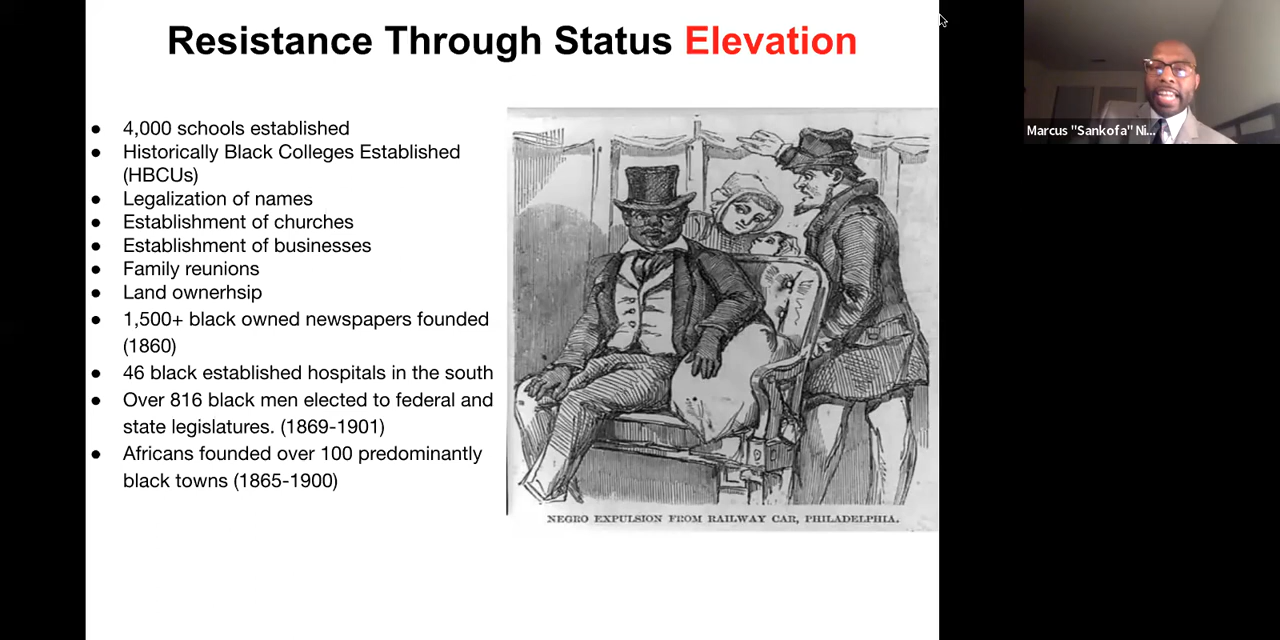 Resistance Through Status Elevation
● 4,000 schools established
● Historically Black Colleges Established
(HBCUs)
● Legalization of names
● Establishment of churches
● Establishment of businesses
● Family reunions
● Land ownerhsip
● 1,500+ black owned newspapers founded
(1860)
● 46 black established hospitals in the south
● Over 816 black men elected to federal and
state legislatures. (1869-1901)
● Africans founded over 100 predominantly
black towns (1865-1900)
NEGRO EXPULSION FROM RAILWAY CAR, PHILADELPHIA.
Marcus "Sankofa" Ni...